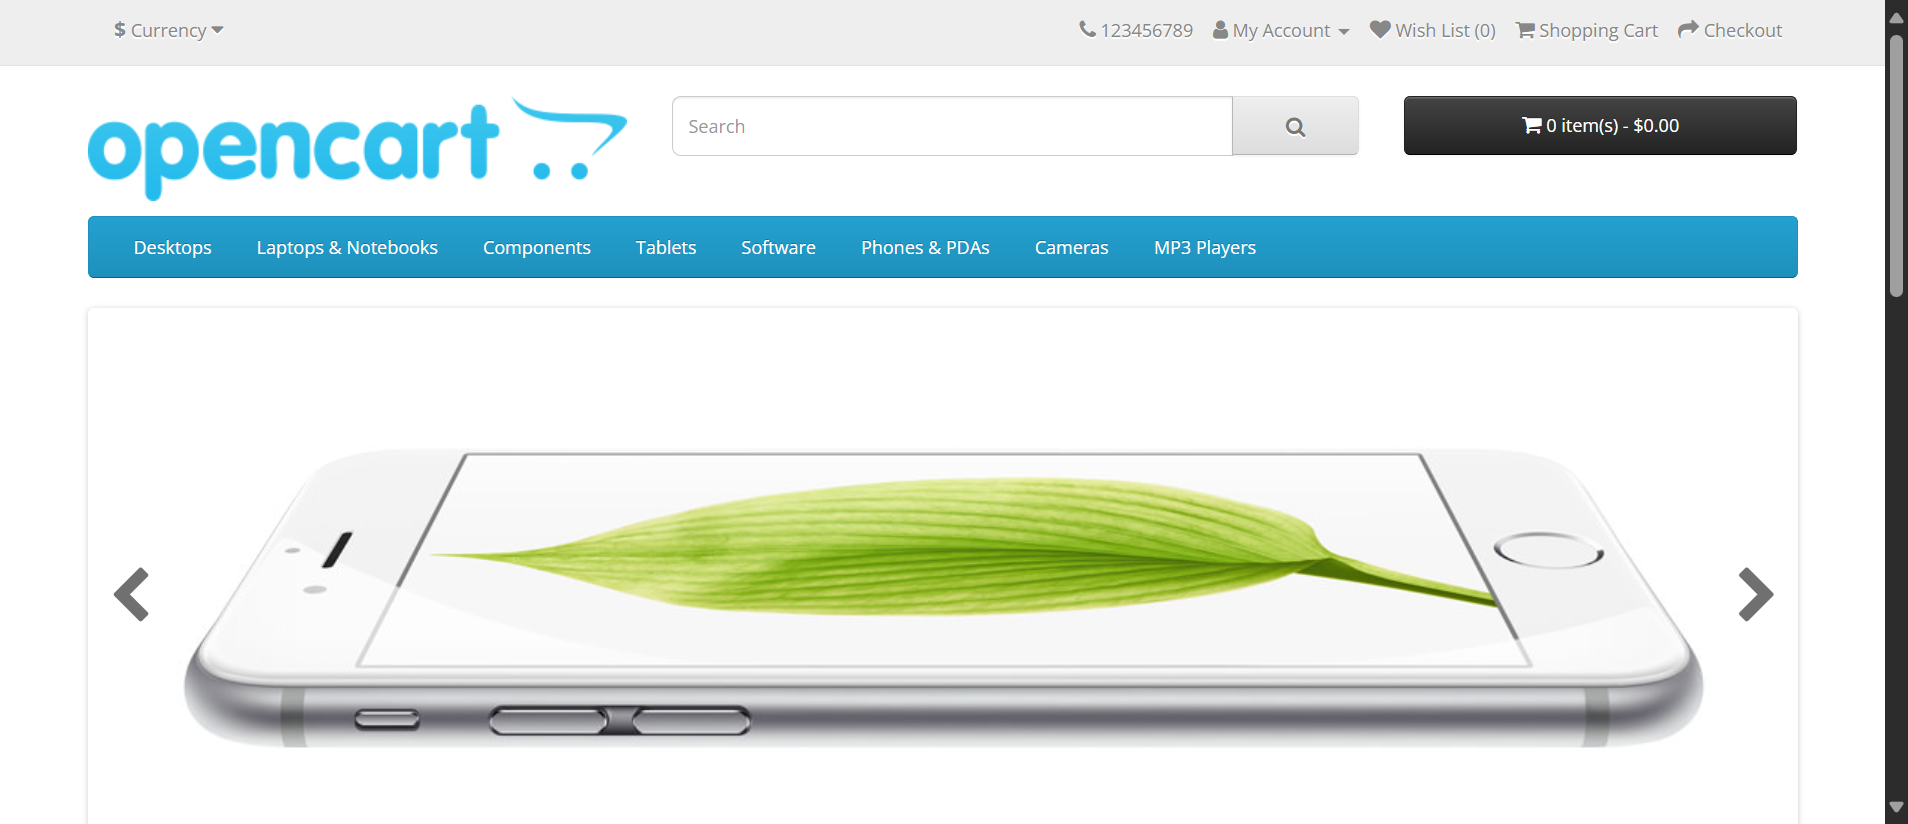 $ Currency
123456789 My Account Wish List (0) Shopping Cart Checkout
opencart
Search
0 item(s) - $0.00
Desktops Laptops & Notebooks Components Tablets Software Phones & PDAs Cameras MP3 Players